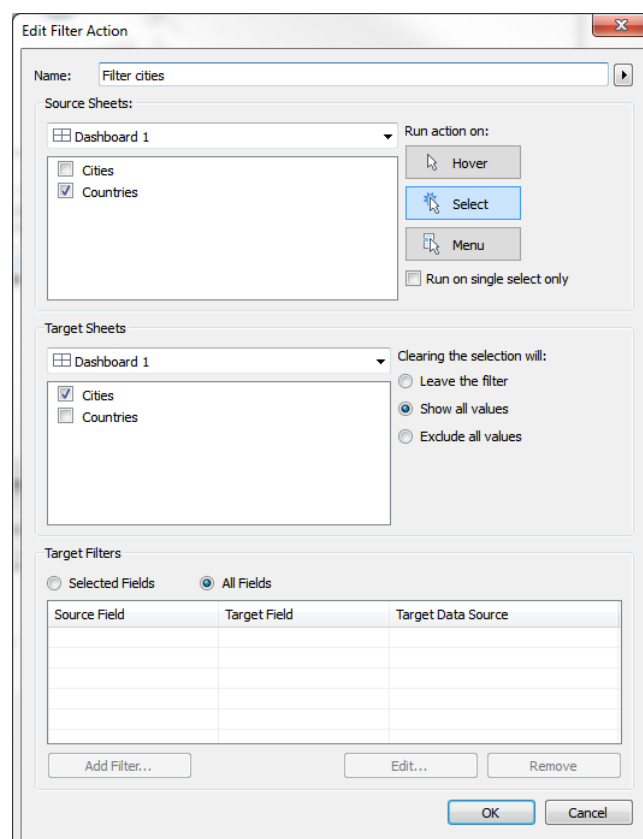 Edit Filter Action
Name: Filter cities
Source Sheets:
Dashboard 1
Run action on:
Cities
Countries
Hover
Select
Menu
Run on single select only
Target Sheets
Dashboard 1
Clearing the selection will:
Cities
Countries
Leave the filter
Show all values
Exclude all values
Target Filters
Selected Fields All Fields
Source Field Target Field Target Data Source
Add Filter... Edit... Remove
OK Cancel